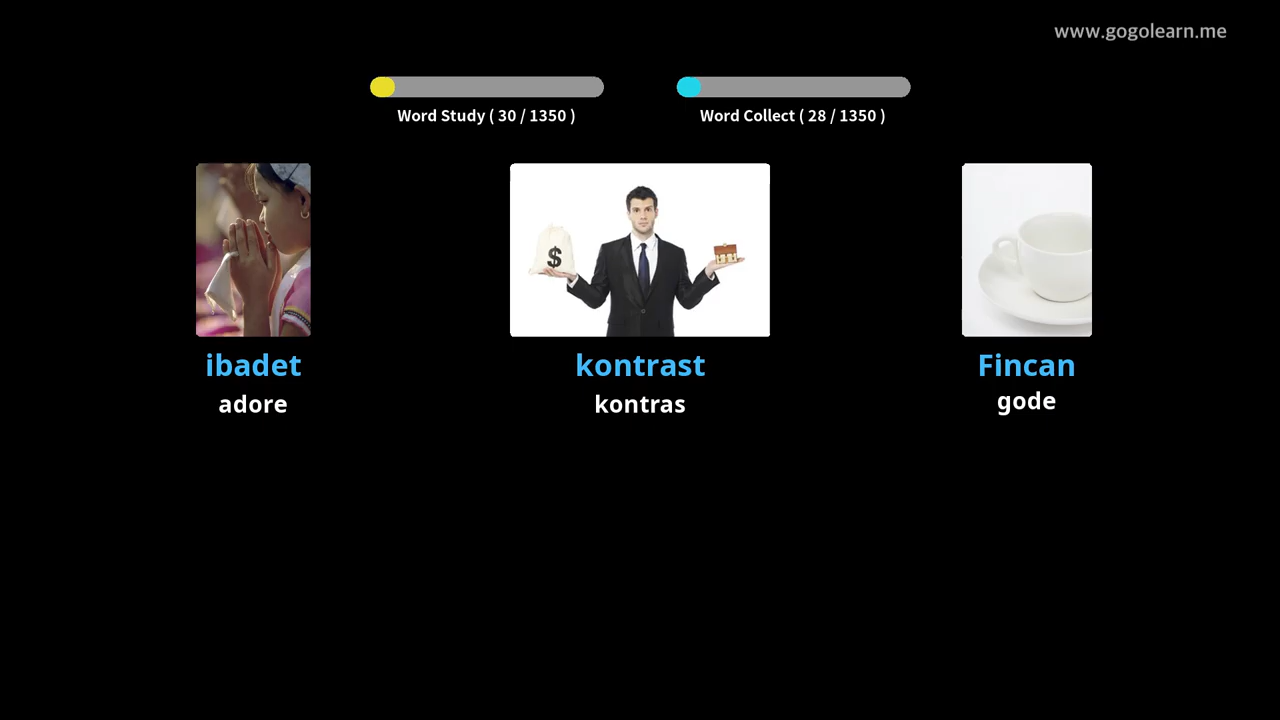 www.gogolearn.me
Word Study ( 30 / 1350 )
Word Collect ( 28 / 1350 )
$
ibadet
adore
kontrast
kontras
Fincan
gode